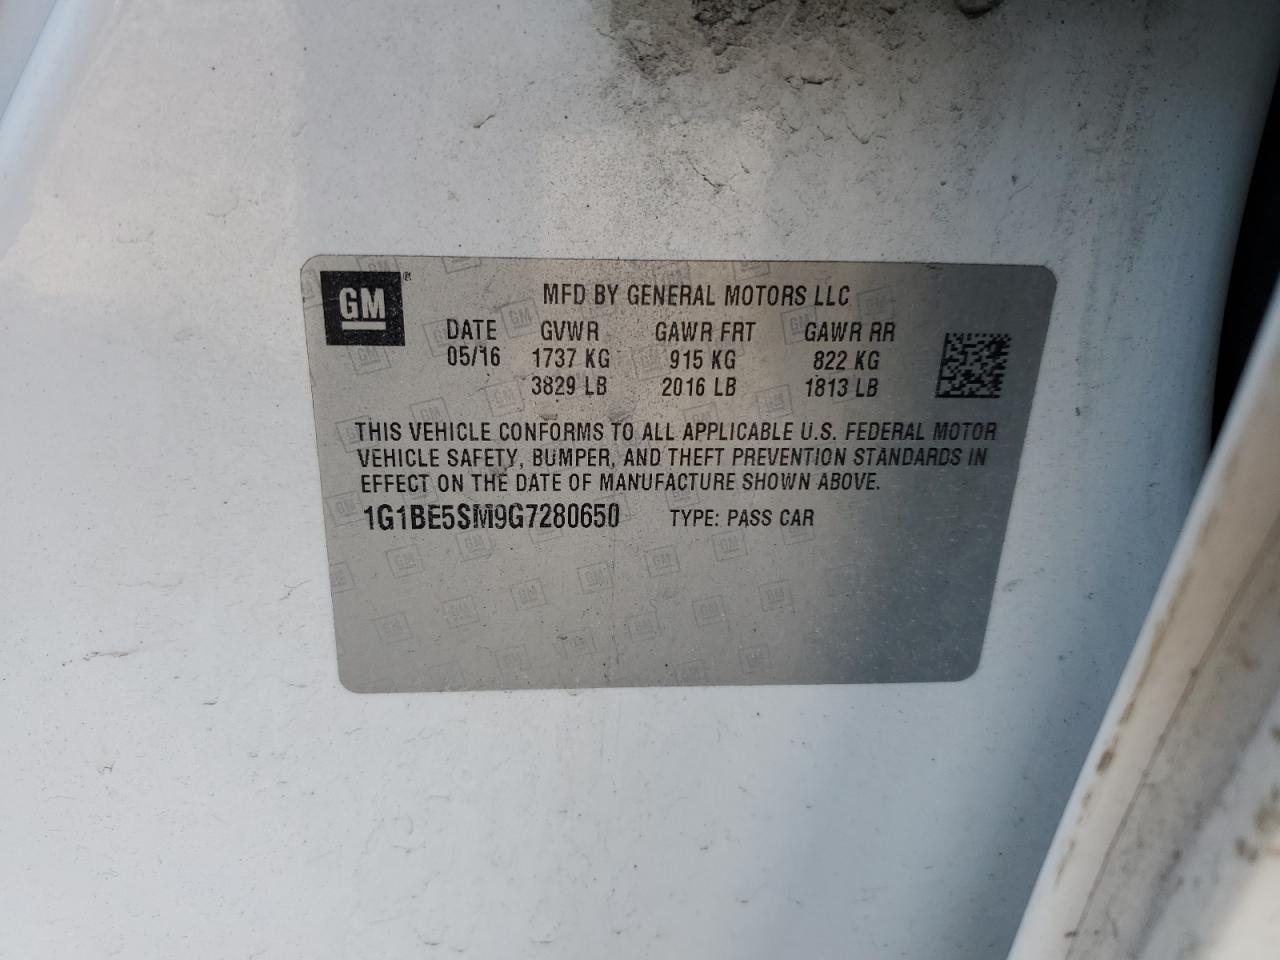 GM®
MFD BY GENERAL MOTORS LLC
DATE GVWR GAWR FRT GAWR RR
05/16 1737 KG 915 KG 822 KG
3829 LB 2016 LB 1813 LB
THIS VEHICLE CONFORMS TO ALL APPLICABLE U.S. FEDERAL MOTOR
VEHICLE SAFETY, BUMPER, AND THEFT PREVENTION STANDARDS IN
EFFECT ON THE DATE OF MANUFACTURE SHOWN ABOVE.
1G1BE5SM9G7280650 TYPE: PASS CAR